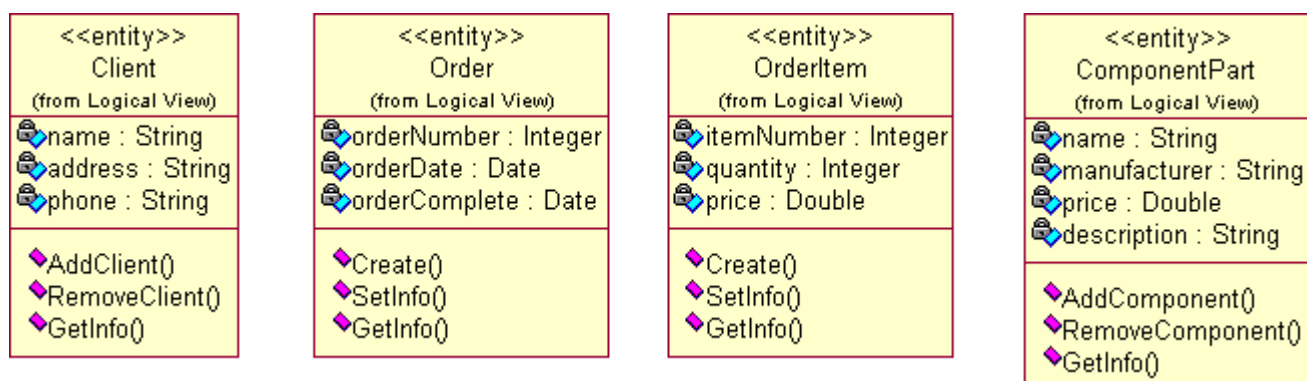 <<entity>>
Client
(from Logical View)
name : String
address : String
phone : String
AddClient()
RemoveClient()
GetInfo()
<<entity>>
Order
(from Logical View)
orderNumber : Integer
orderDate : Date
orderComplete : Date
Create()
SetInfo()
GetInfo()
<<entity>>
OrderItem
(from Logical View)
itemNumber : Integer
quantity : Integer
price : Double
Create()
SetInfo()
GetInfo()
<<entity>>
ComponentPart
(from Logical View)
name : String
manufacturer : String
price : Double
description : String
AddComponent()
RemoveComponent()
GetInfo()